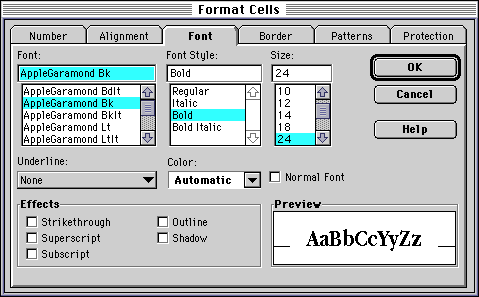 Format Cells
Number Alignment Font Border Patterns Protection
Font: Font Style: Size:
AppleGaramond Bk Bold 24
AppleGaramond BdIt Regular 10
AppleGaramond Bk Italic 12
AppleGaramond BkIt Bold 14
AppleGaramond Lt Bold Italic 18
AppleGaramond LtIt 24
OK
Cancel
Help
Underline: Color:
None Automatic Normal Font
Effects Preview
Strikethrough Outline
Superscript Shadow
Subscript
AaBbCcYyZz